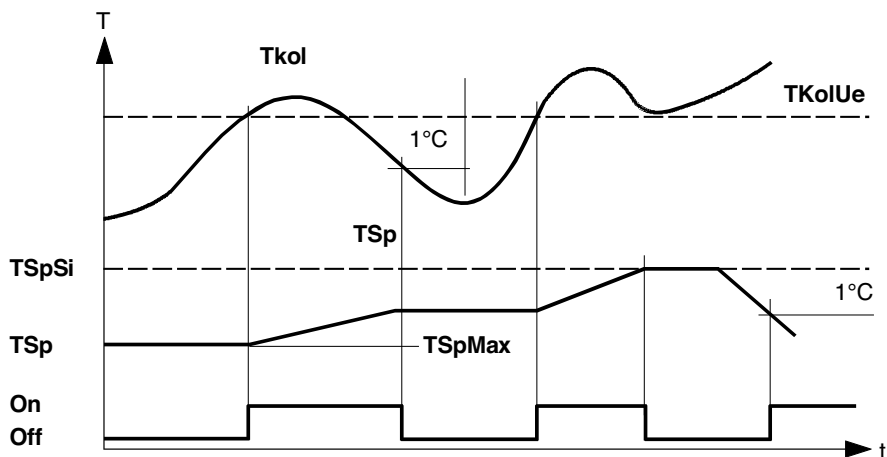 T
Tkol
TKolUe
1°C
TSp
TSpSi
1°C
TSp
TSpMax
On
Off
t